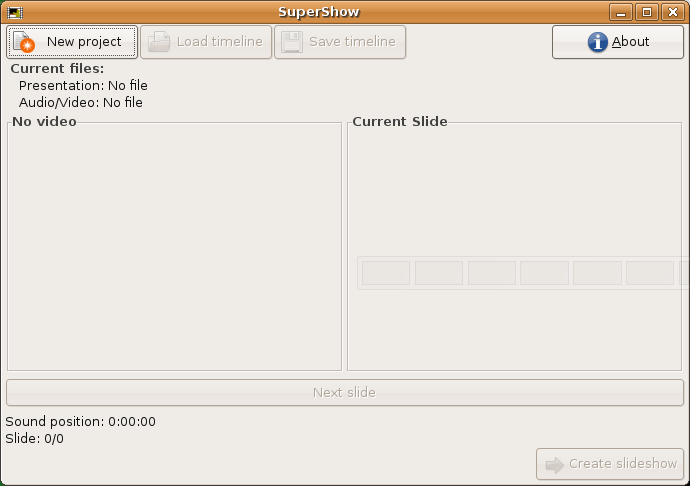 SuperShow
New project
Load timeline
Save timeline
About
Current files:
Presentation: No file
Audio/Video: No file
No video
Current Slide
Next slide
Sound position: 0:00:00
Slide: 0/0
Create slideshow